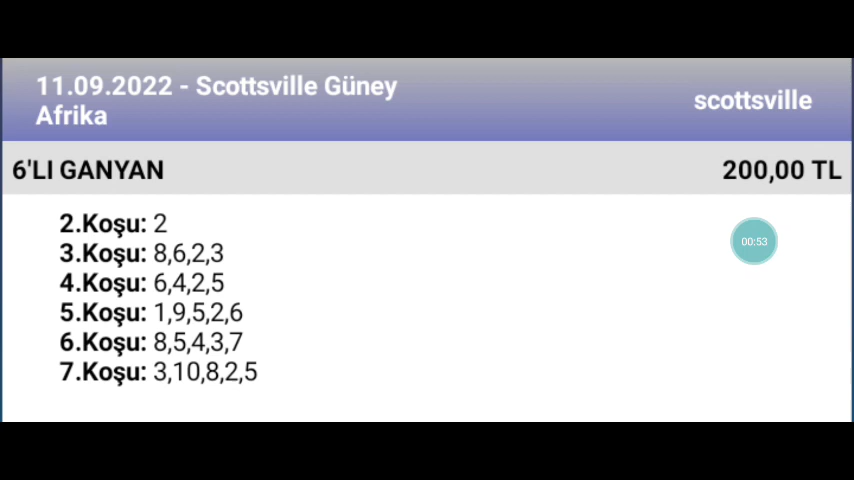 11.09.2022 - Scottsville Güney
Afrika
scottsville
6'LI GANYAN 200,00 TL
2.Koşu: 2
00:53
3.Koşu: 8,6,2,3
4.Koşu: 6,4,2,5
5.Koşu: 1,9,5,2,6
6.Koşu: 8,5,4,3,7
7.Koşu: 3,10,8,2,5